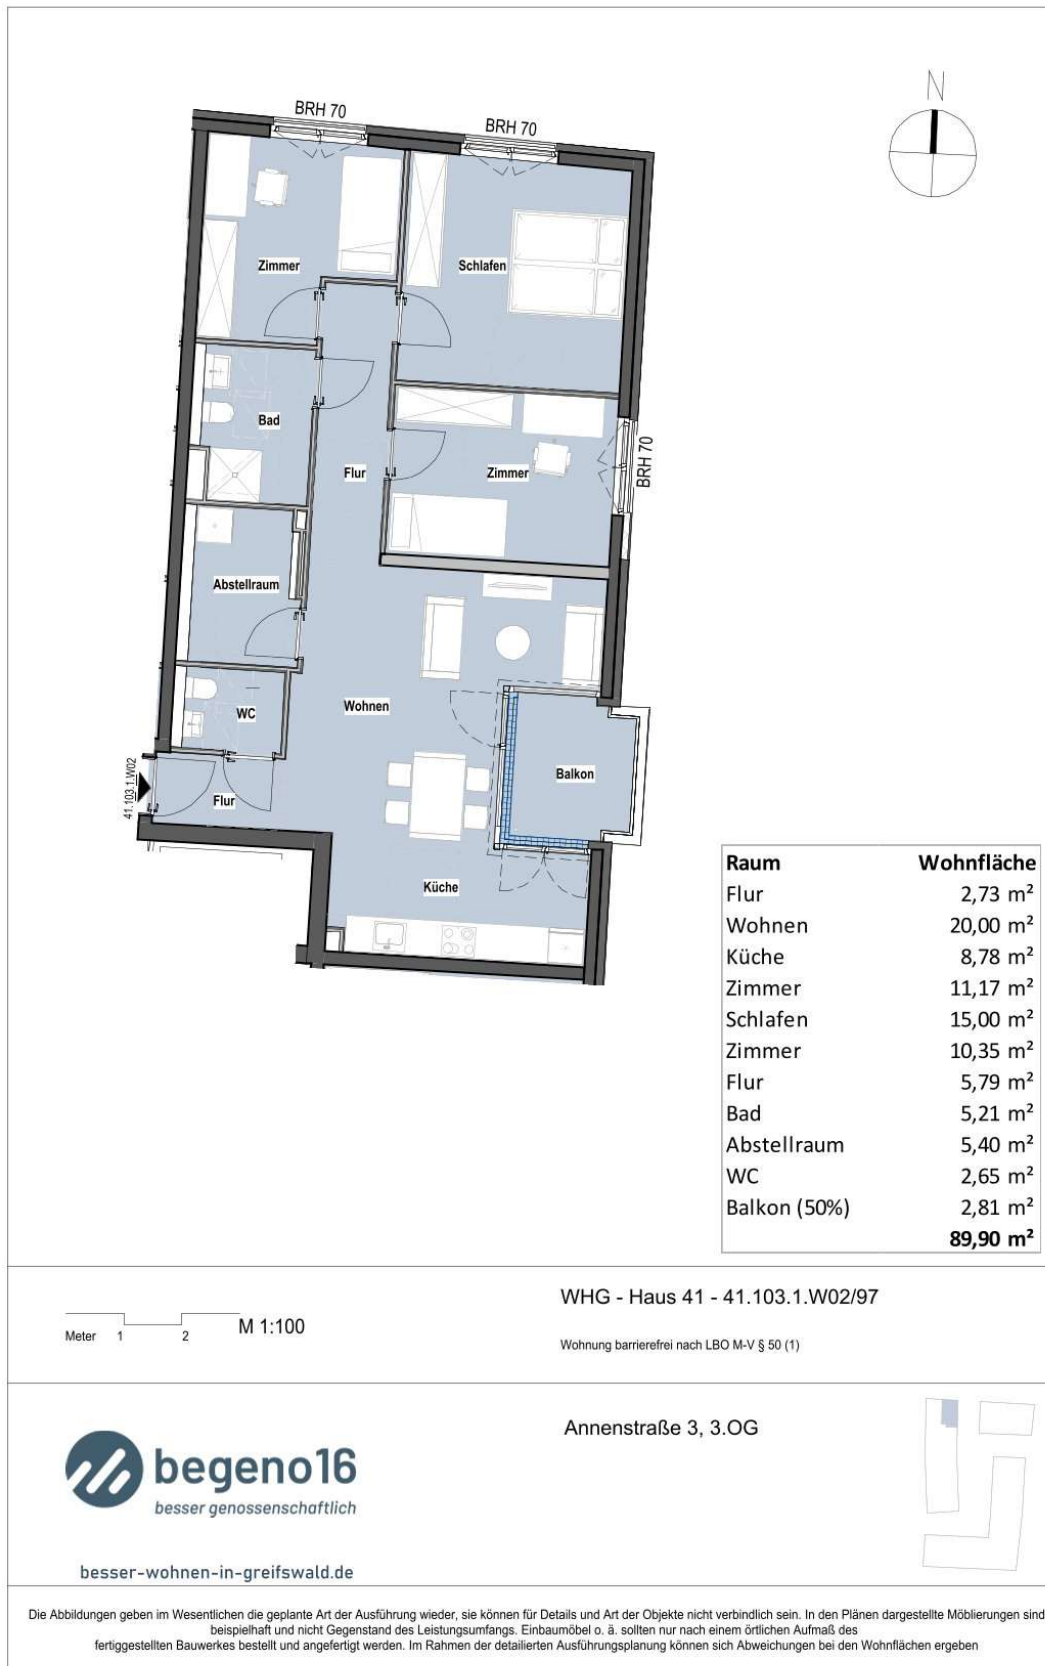 N
BRH 70
BRH 70
Zimmer
Schlafen
Bad
BRH 70
Flur
Zimmer
Abstellraum
Wohnen
WC
41.103.1.W02
Balkon
Flur
Küche
Raum Wohnfläche
Flur 2,73 m²
Wohnen 20,00 m²
Küche 8,78 m²
Zimmer 11,17 m²
Schlafen 15,00 m²
Zimmer 10,35 m²
Flur 5,79 m²
Bad 5,21 m²
Abstellraum 5,40 m²
WC 2,65 m²
Balkon (50%) 2,81 m²
89,90 m²
Meter 1 2 M 1:100
WHG - Haus 41 - 41.103.1.W02/97
Wohnung barrierefrei nach LBO M-V § 50 (1)
begeno16
besser genossenschaftlich
besser-wohnen-in-greifswald.de
Annenstraße 3, 3.OG
Die Abbildungen geben im Wesentlichen die geplante Art der Ausführung wieder, sie können für Details und Art der Objekte nicht verbindlich sein. In den Plänen dargestellte Möblierungen sind
beispielhaft und nicht Gegenstand des Leistungsumfangs. Einbaumöbel o. ä. sollten nur nach einem örtlichen Aufmaß des
fertiggestellten Bauwerkes bestellt und angefertigt werden. Im Rahmen der detailierten Ausführungsplanung können sich Abweichungen bei den Wohnflächen ergeben